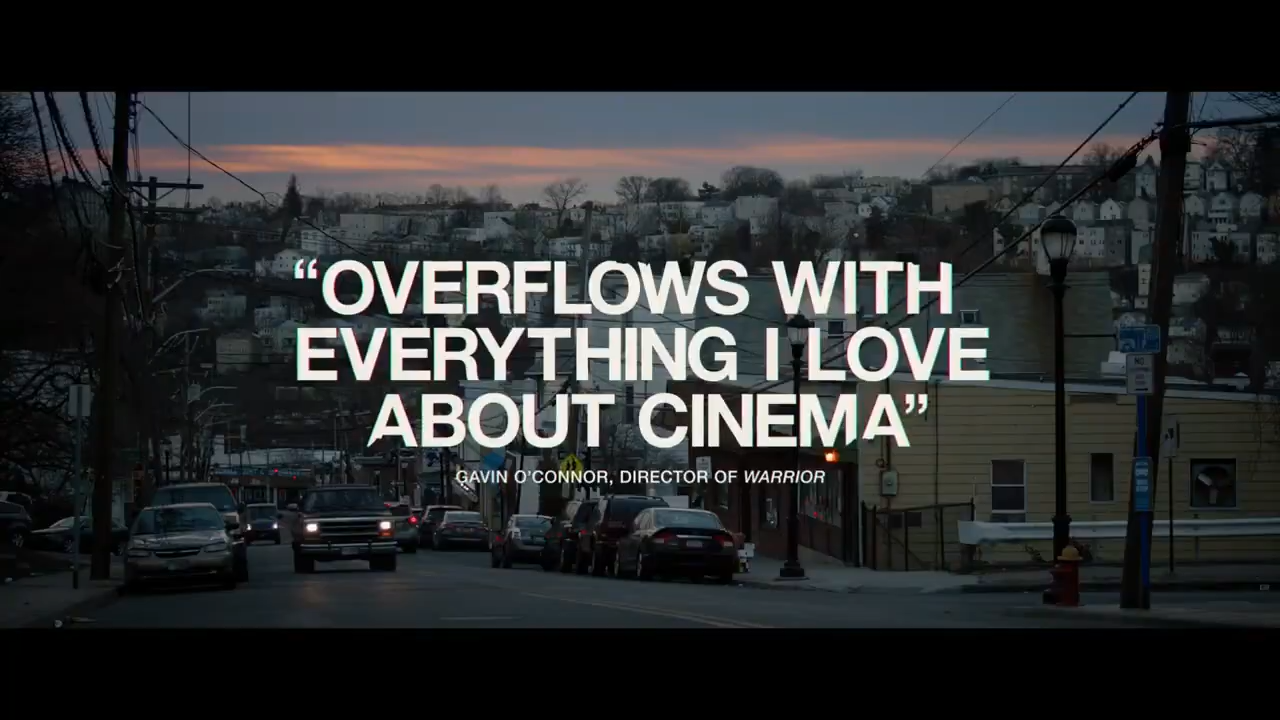 “OVERFLOWS WITH
EVERYTHING I LOVE
ABOUT CINEMA”
GAVIN O’CONNOR, DIRECTOR OF WARRIOR